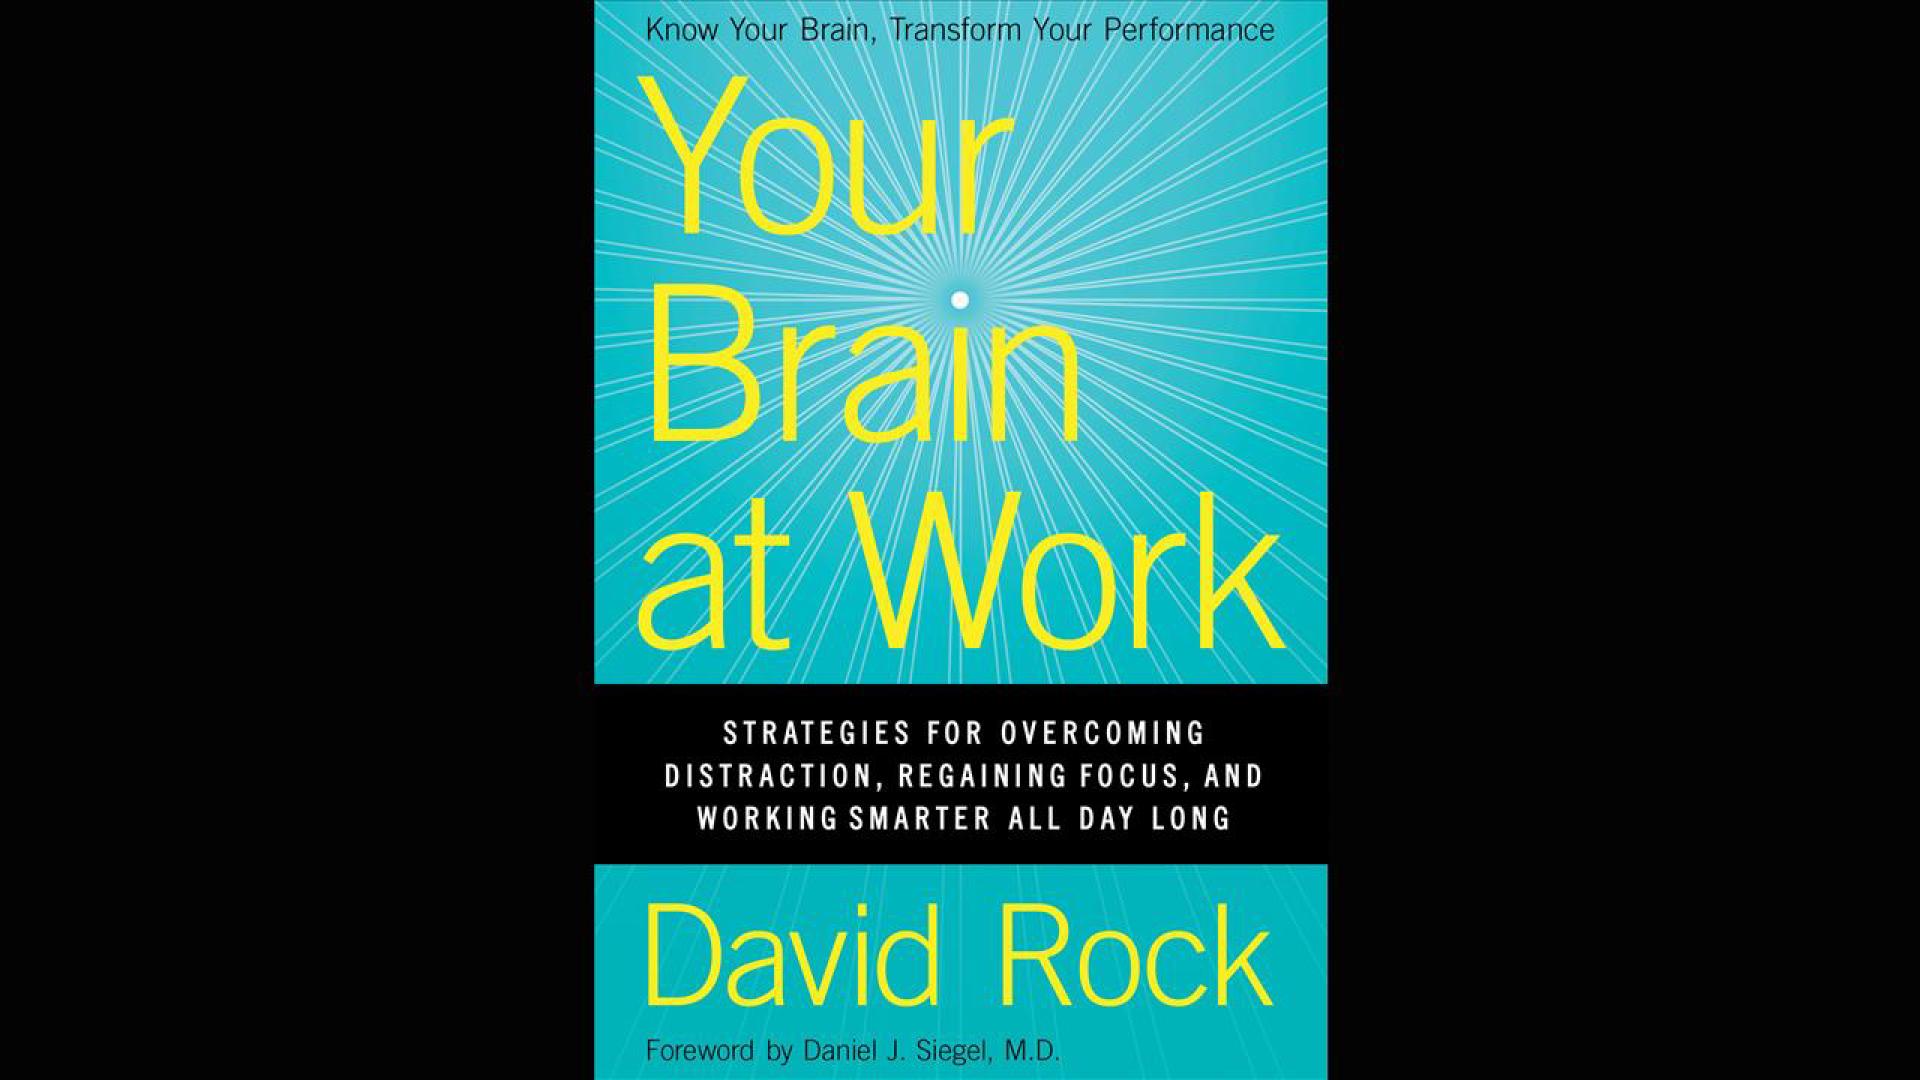 Know Your Brain, Transform Your Performance
Your
Brain
at Work
STRATEGIES FOR OVERCOMING
DISTRACTION, REGAINING FOCUS, AND
WORKING SMARTER ALL DAY LONG
David Rock
Foreword by Daniel J. Siegel, M.D.